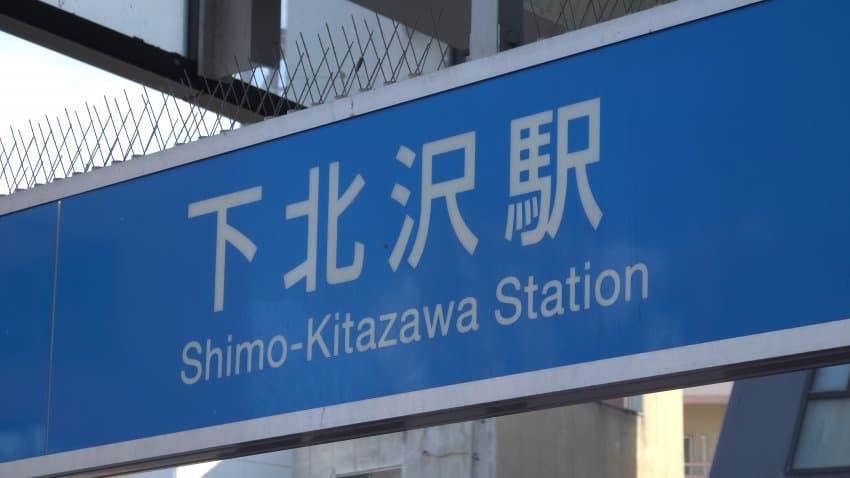 下北沢駅
Shimo-Kitazawa Station